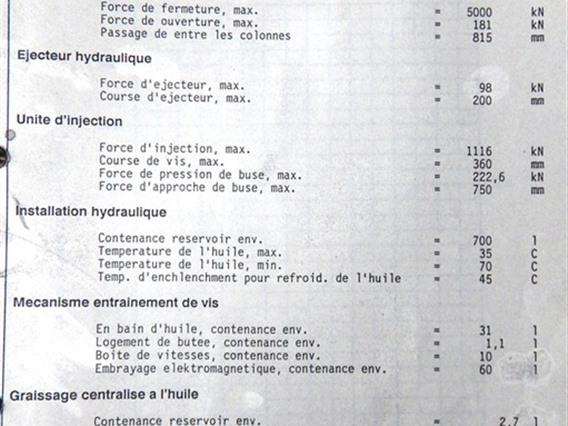 Force de fermeture, max. = 5000 kN
Force de ouverture, max. = 181 kN
Passage de entre les colonnes = 815 mm
Ejecteur hydraulique
Force d'ejecteur, max. = 98 kN
Course d'ejecteur, max. = 200 mm
Unite d'injection
Force d'injection, max. = 1116 kN
Course de vis, max. = 360 mm
Force de pression de buse, max. = 222,6 kN
Force d'approche de buse, max. = 750 mm
Installation hydraulique
Contenance reservoir env. = 700 l
Temperature de l'huile, max. = 35 C
Temperature de l'huile, min. = 70 C
Temp. d'enchlenchment pour refroid. de l'huile = 45 C
Mecanisme entrainement de vis
En bain d'huile, contenance env. = 31 l
Logement de butee, contenance env. = 1,1 l
Boite de vitesses, contenance env. = 10 l
Embrayage elektromagnetique, contenance env. = 60 l
Graissage centralise a l'huile
Contenance reservoir env. = 2,7 l